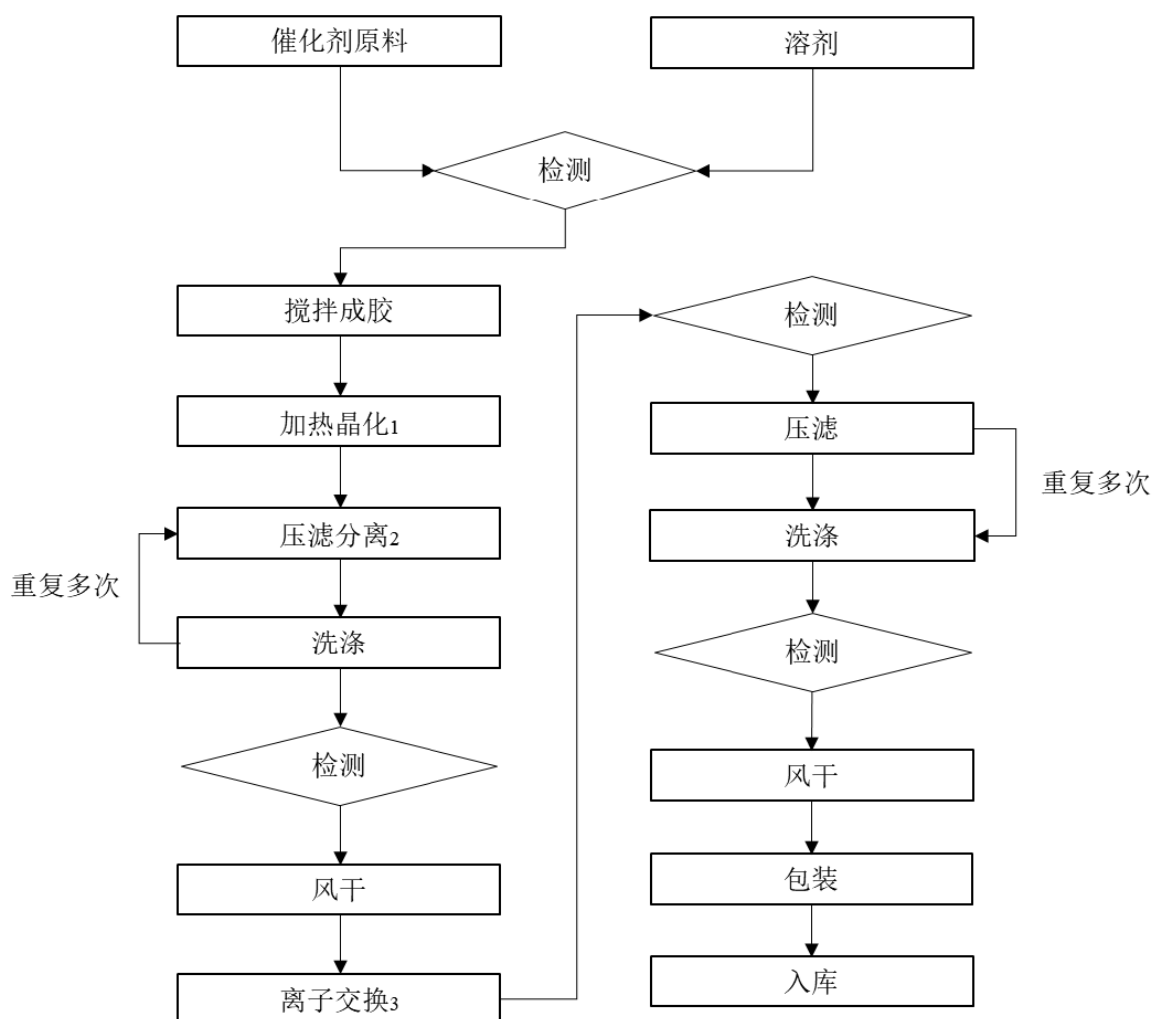 催化剂原料
溶剂
检测
搅拌成胶
加热晶化1
压滤分离2
重复多次
洗涤
检测
风干
离子交换3
检测
压滤
重复多次
洗涤
检测
风干
包装
入库